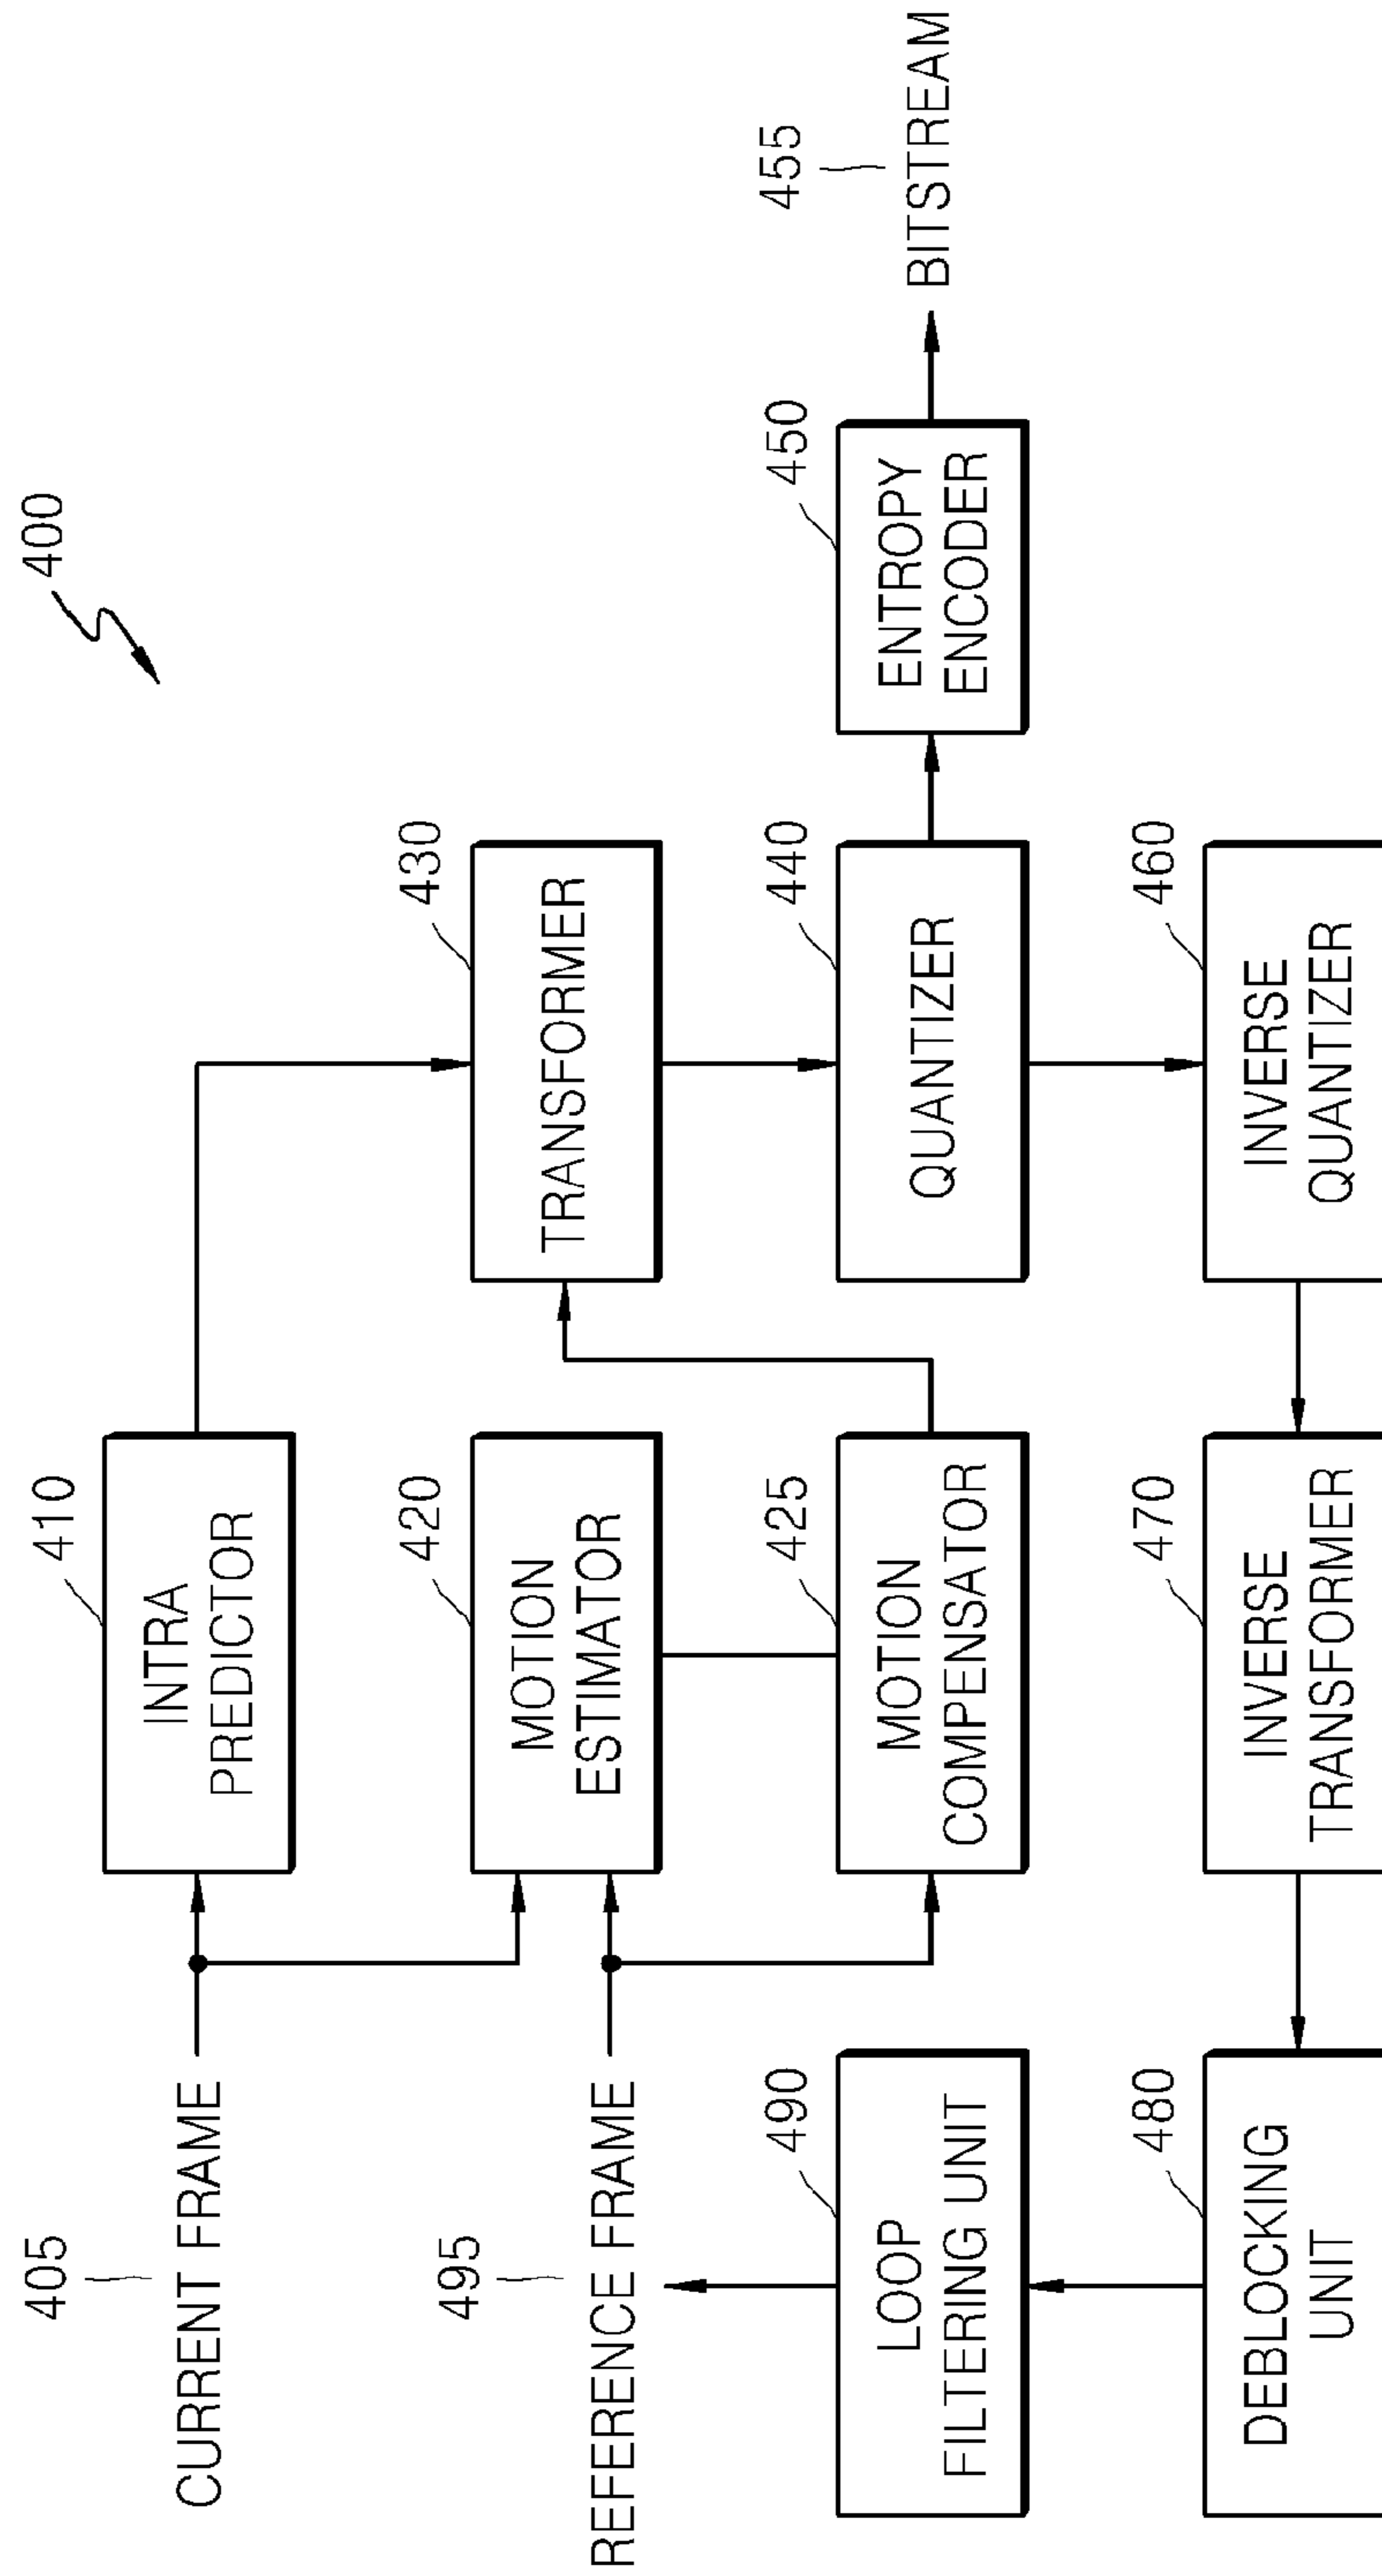 400
405
CURRENT FRAME
410
INTRA
PREDICTOR
495
REFERENCE FRAME
420
MOTION
ESTIMATOR
430
TRANSFORMER
490
LOOP
FILTERING UNIT
425
MOTION
COMPENSATOR
440
QUANTIZER
450
ENTROPY
ENCODER
455
BITSTREAM
480
DEBLOCKING
UNIT
470
INVERSE
TRANSFORMER
460
INVERSE
QUANTIZER